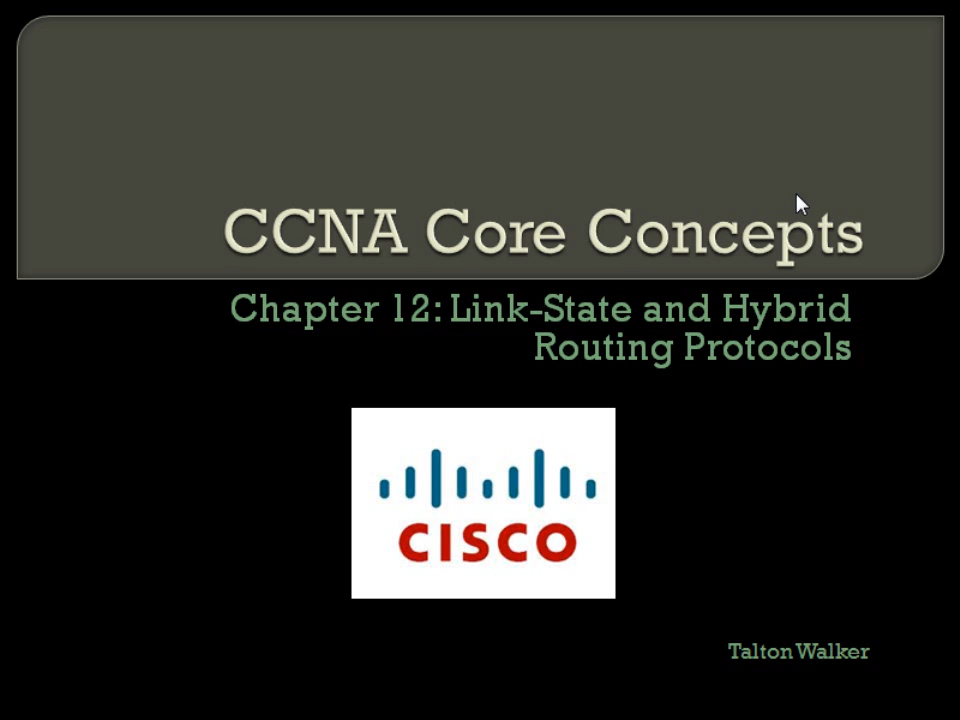 CCNA Core Concepts
Chapter 12: Link-State and Hybrid
Routing Protocols
CISCO
Talton Walker